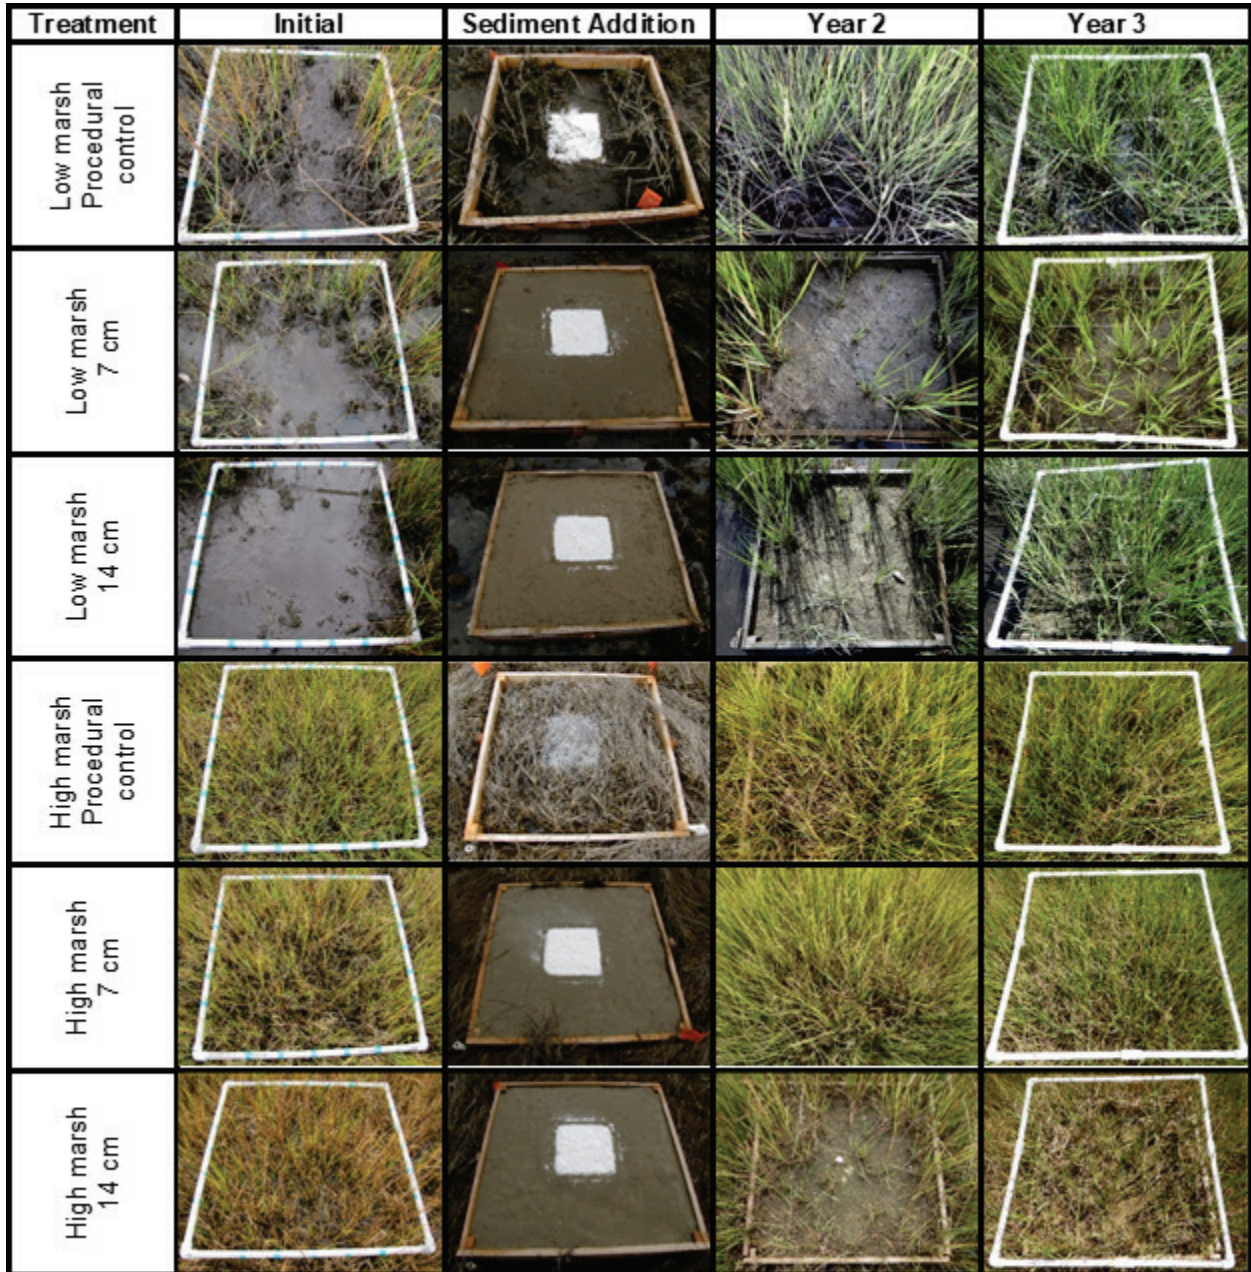 Treatment Initial Sediment Addition Year 2 Year 3
Low marsh
Procedural
control
Low marsh
7 cm
Low marsh
14 cm
High marsh
Procedural
control
High marsh
7 cm
High marsh
14 cm